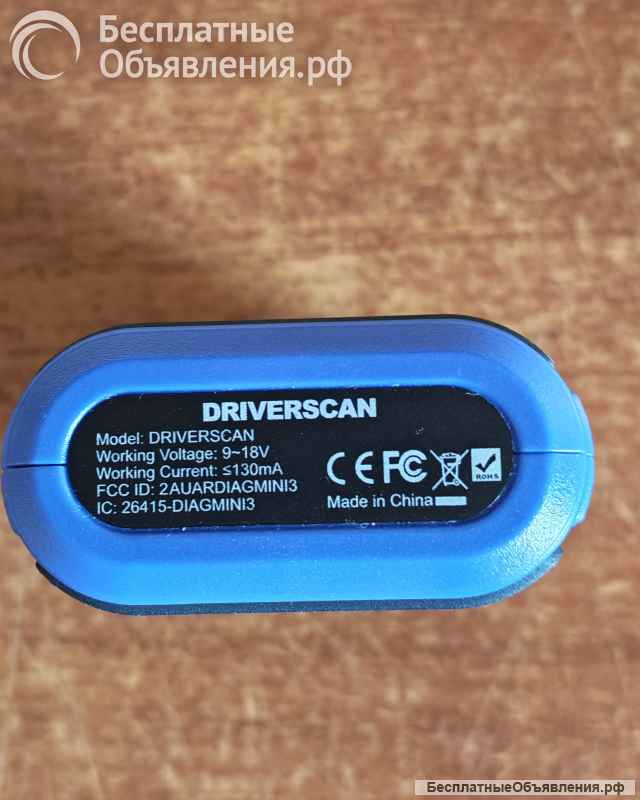 Бесплатные
Объявления.рф
DRIVERSCAN
Model: DRIVERSCAN
Working Voltage: 9~18V
Working Current: ≤130mA
FCC ID: 2AUARDIAGMINI3
IC: 26415-DIAGMINI3
CE FC
ROHS
Made in China
БесплатныеОбъявления.рф